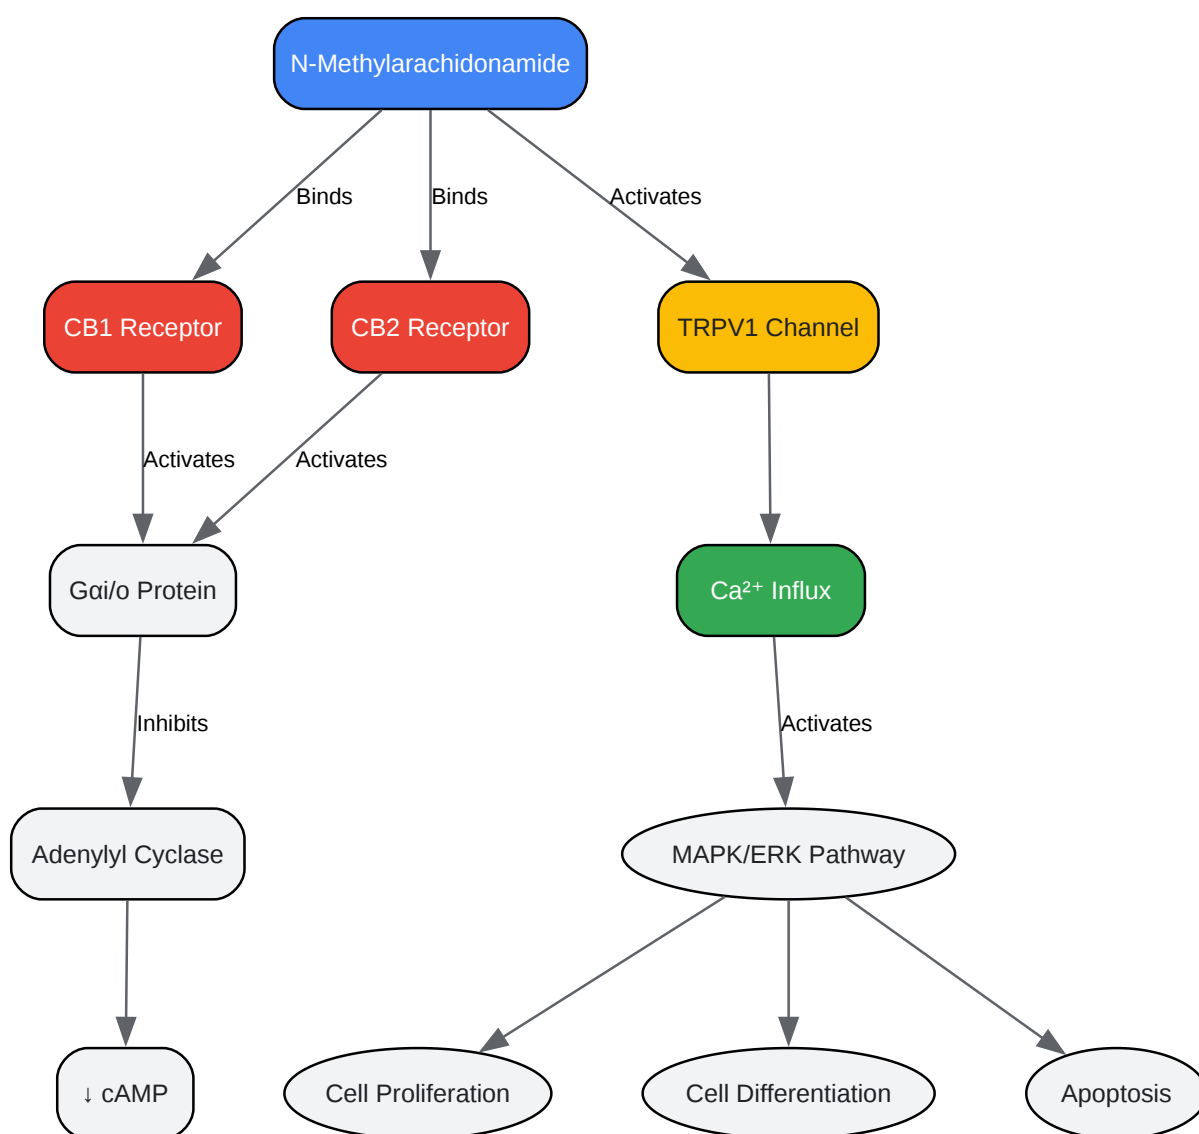 N-Methylarachidonamide
Binds
Binds
Activates
CB1 Receptor
CB2 Receptor
TRPV1 Channel
Activates
Activates
Gαi/o Protein
Ca²⁺ Influx
Inhibits
Activates
Adenylyl Cyclase
MAPK/ERK Pathway
↓ cAMP
Cell Proliferation
Cell Differentiation
Apoptosis